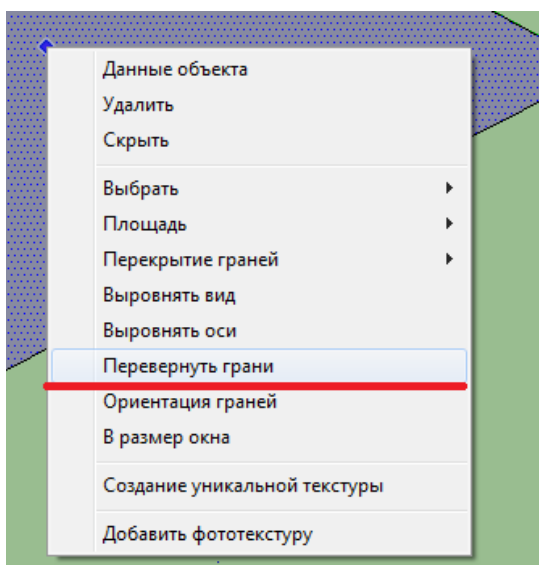 Данные объекта
Удалить
Скрыть
Выбрать
Площадь
Перекрытие граней
Выровнять вид
Выровнять оси
Перевернуть грани
Ориентация граней
В размер окна
Создание уникальной текстуры
Добавить фототекстуру